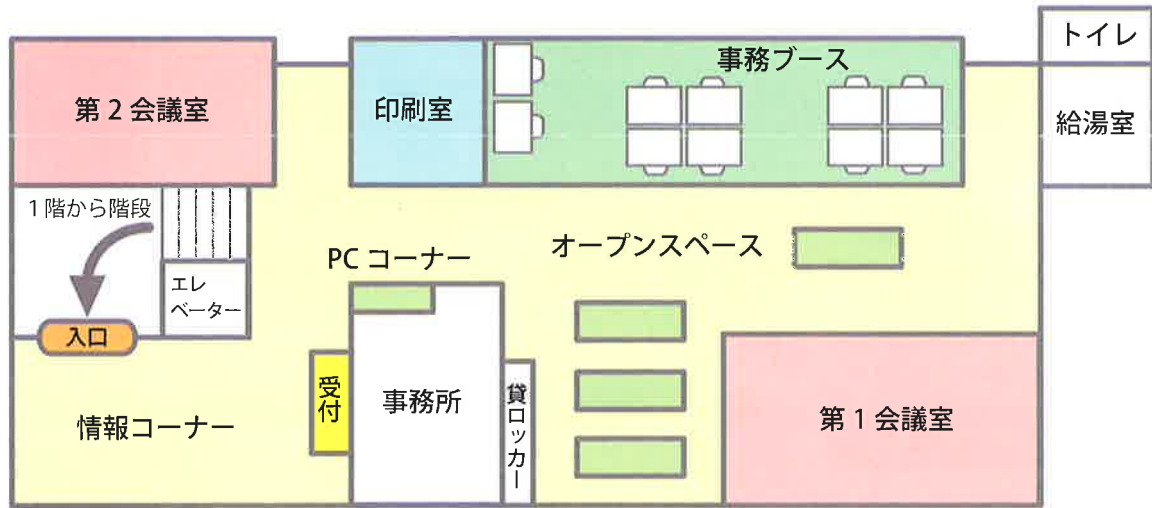 トイレ
事務ブース
第2会議室
印刷室
給湯室
1階から階段
オープンスペース
PCコーナー
エレ
ベーター
入口
受付
事務所
貸ロッカー
第1会議室
情報コーナー